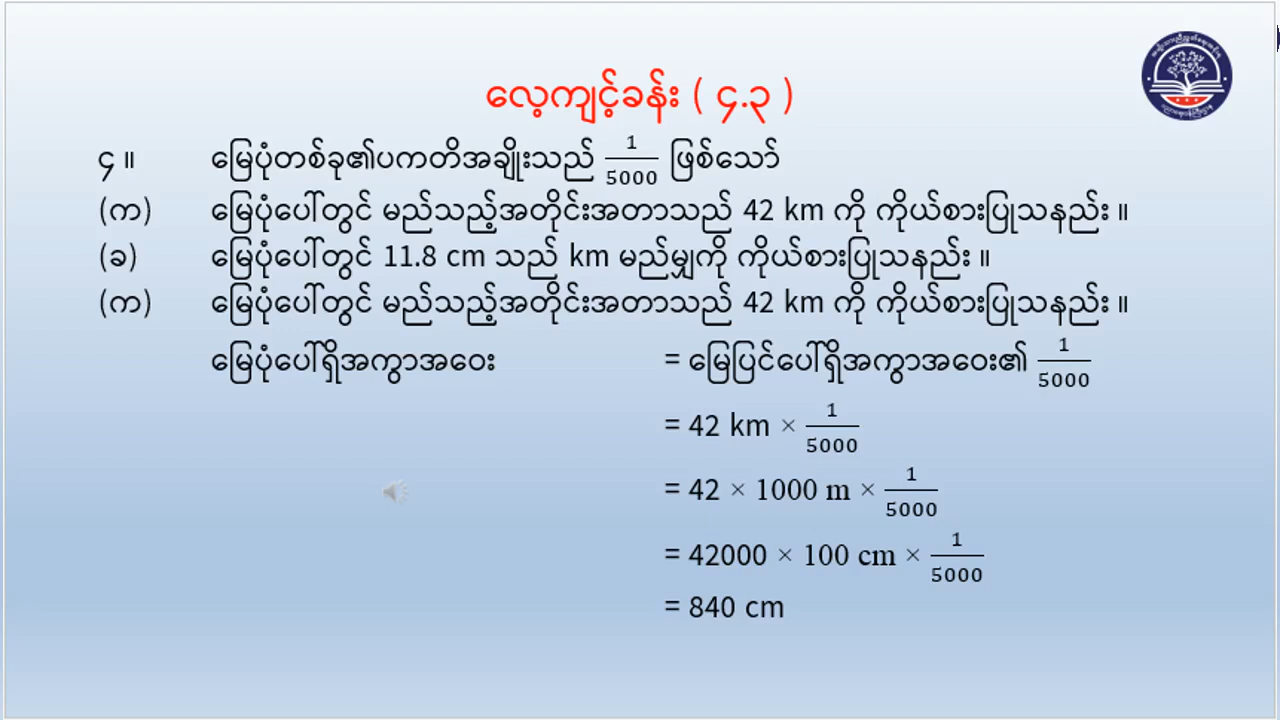 လေ့ကျင့်ခန်း ( ၄.၃ )
၄ ။ မြေပုံတစ်ခု၏ပကတိအချိုးသည် 1/5000 ဖြစ်သော်
(က) မြေပုံပေါ်တွင် မည်သည့်အတိုင်းအတာသည် 42 km ကို ကိုယ်စားပြုသနည်း ။
(ခ) မြေပုံပေါ်တွင် 11.8 cm သည် km မည်မျှကို ကိုယ်စားပြုသနည်း ။
(က) မြေပုံပေါ်တွင် မည်သည့်အတိုင်းအတာသည် 42 km ကို ကိုယ်စားပြုသနည်း ။
မြေပုံပေါ်ရှိအကွာအဝေး = မြေပြင်ပေါ်ရှိအကွာအဝေး၏ 1/5000
= 42 km × 1/5000
= 42 × 1000 m × 1/5000
= 42000 × 100 cm × 1/5000
= 840 cm